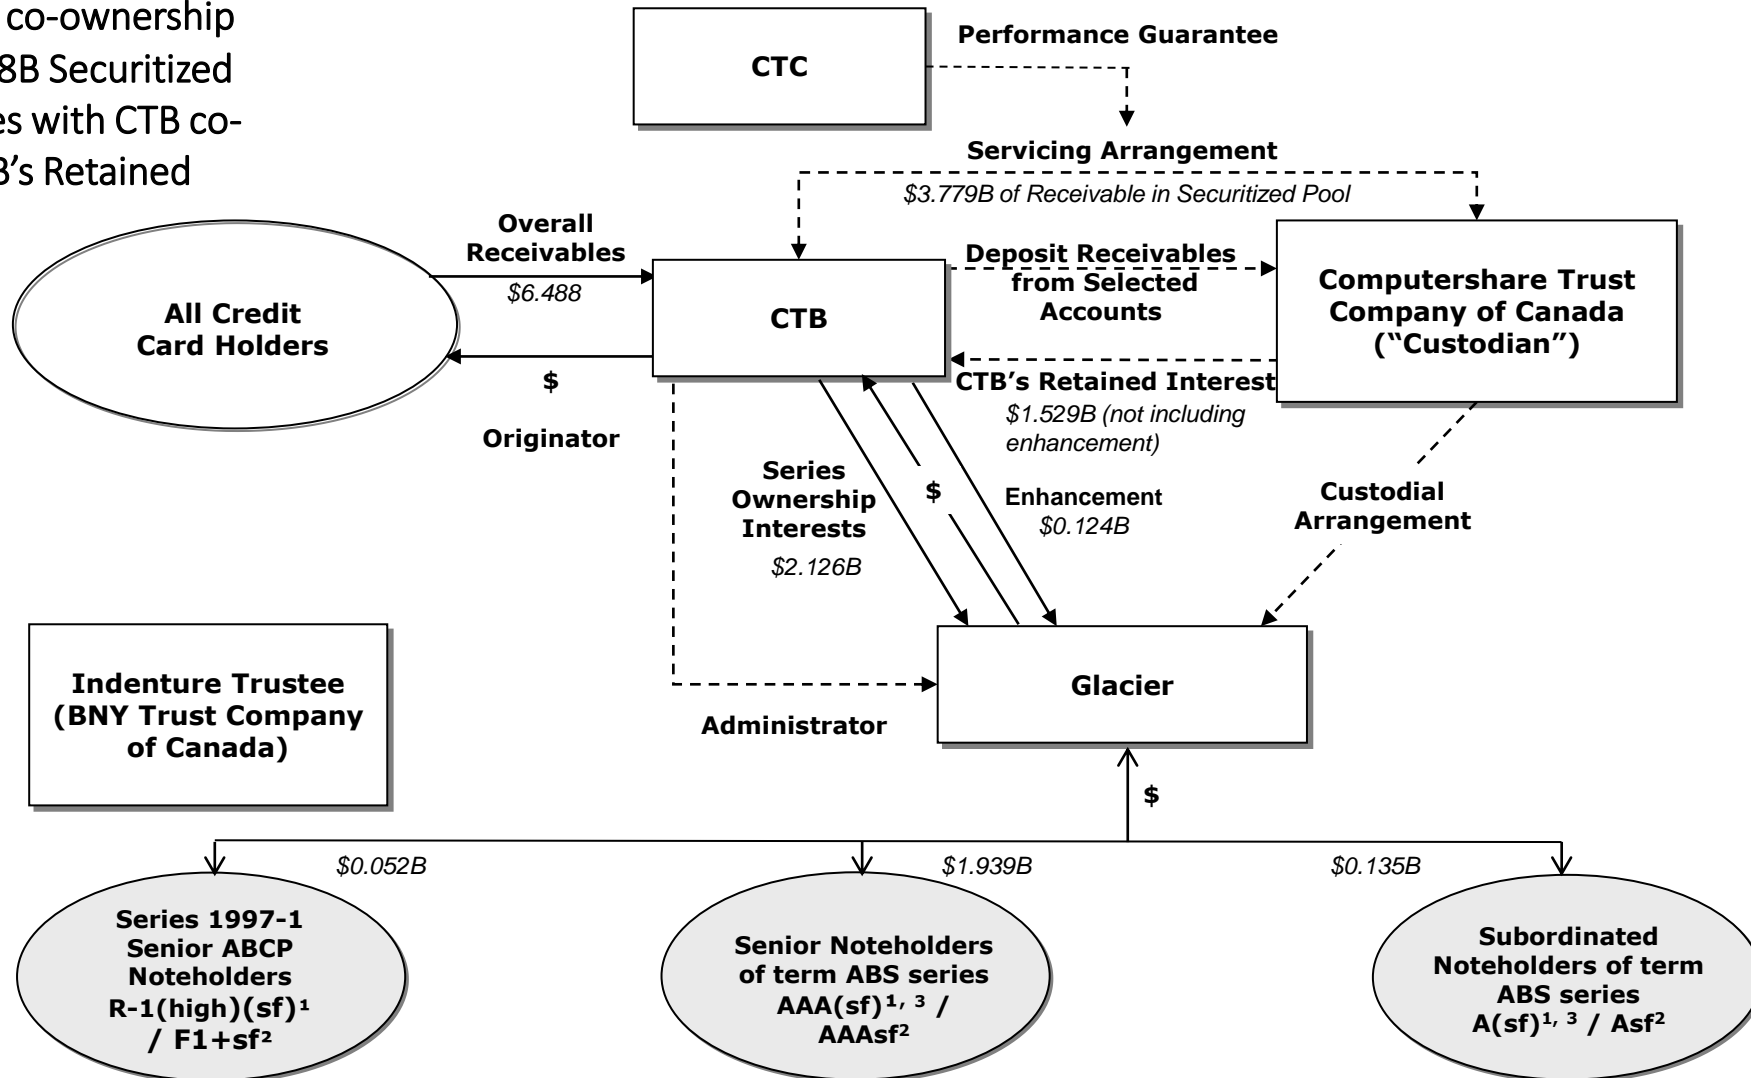 co-ownership
8B Securitized
es with CTB co-
B’s Retained
CTC
Performance Guarantee
Servicing Arrangement
$3.779B of Receivable in Securitized Pool
All Credit
Card Holders
Overall
Receivables
$6.488
$
Originator
CTB
Deposit Receivables
from Selected
Accounts
CTB’s Retained Interest
$1.529B (not including
enhancement)
Computershare Trust
Company of Canada
(“Custodian”)
Series
Ownership
Interests
$2.126B
$
Enhancement
$0.124B
Custodial
Arrangement
Indenture Trustee
(BNY Trust Company
of Canada)
Administrator
Glacier
$
$0.052B
$1.939B
$0.135B
Series 1997-1
Senior ABCP
Noteholders
R-1(high)(sf)¹
/ F1+sf²
Senior Noteholders
of term ABS series
AAA(sf)¹, ³ /
AAAsf²
Subordinated
Noteholders of term
ABS series
A(sf)¹, ³ / Asf²